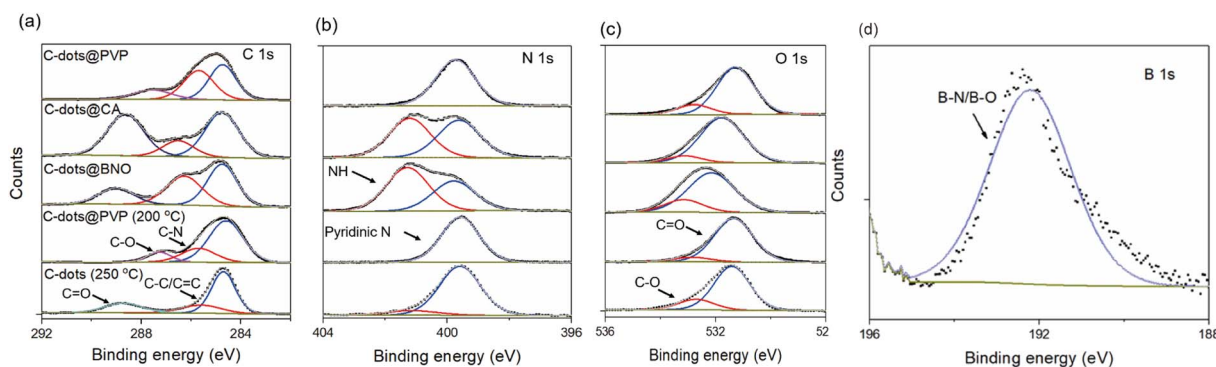 (a)
C 1s
C-dots@PVP
C-dots@CA
C-dots@BNO
C-dots@PVP (200 °C)
C-N
C-O
C-dots (250 °C)
C-C/C=C
C=O
Counts
292 288 284
Binding energy (eV)
(b)
N 1s
NH
Pyridinic N
404 400 396
Binding energy (eV)
(c)
O 1s
C=O
C-O
536 532 52
Binding energy (eV)
(d)
B 1s
B-N/B-O
Counts
196 192 188
Binding energy (eV)